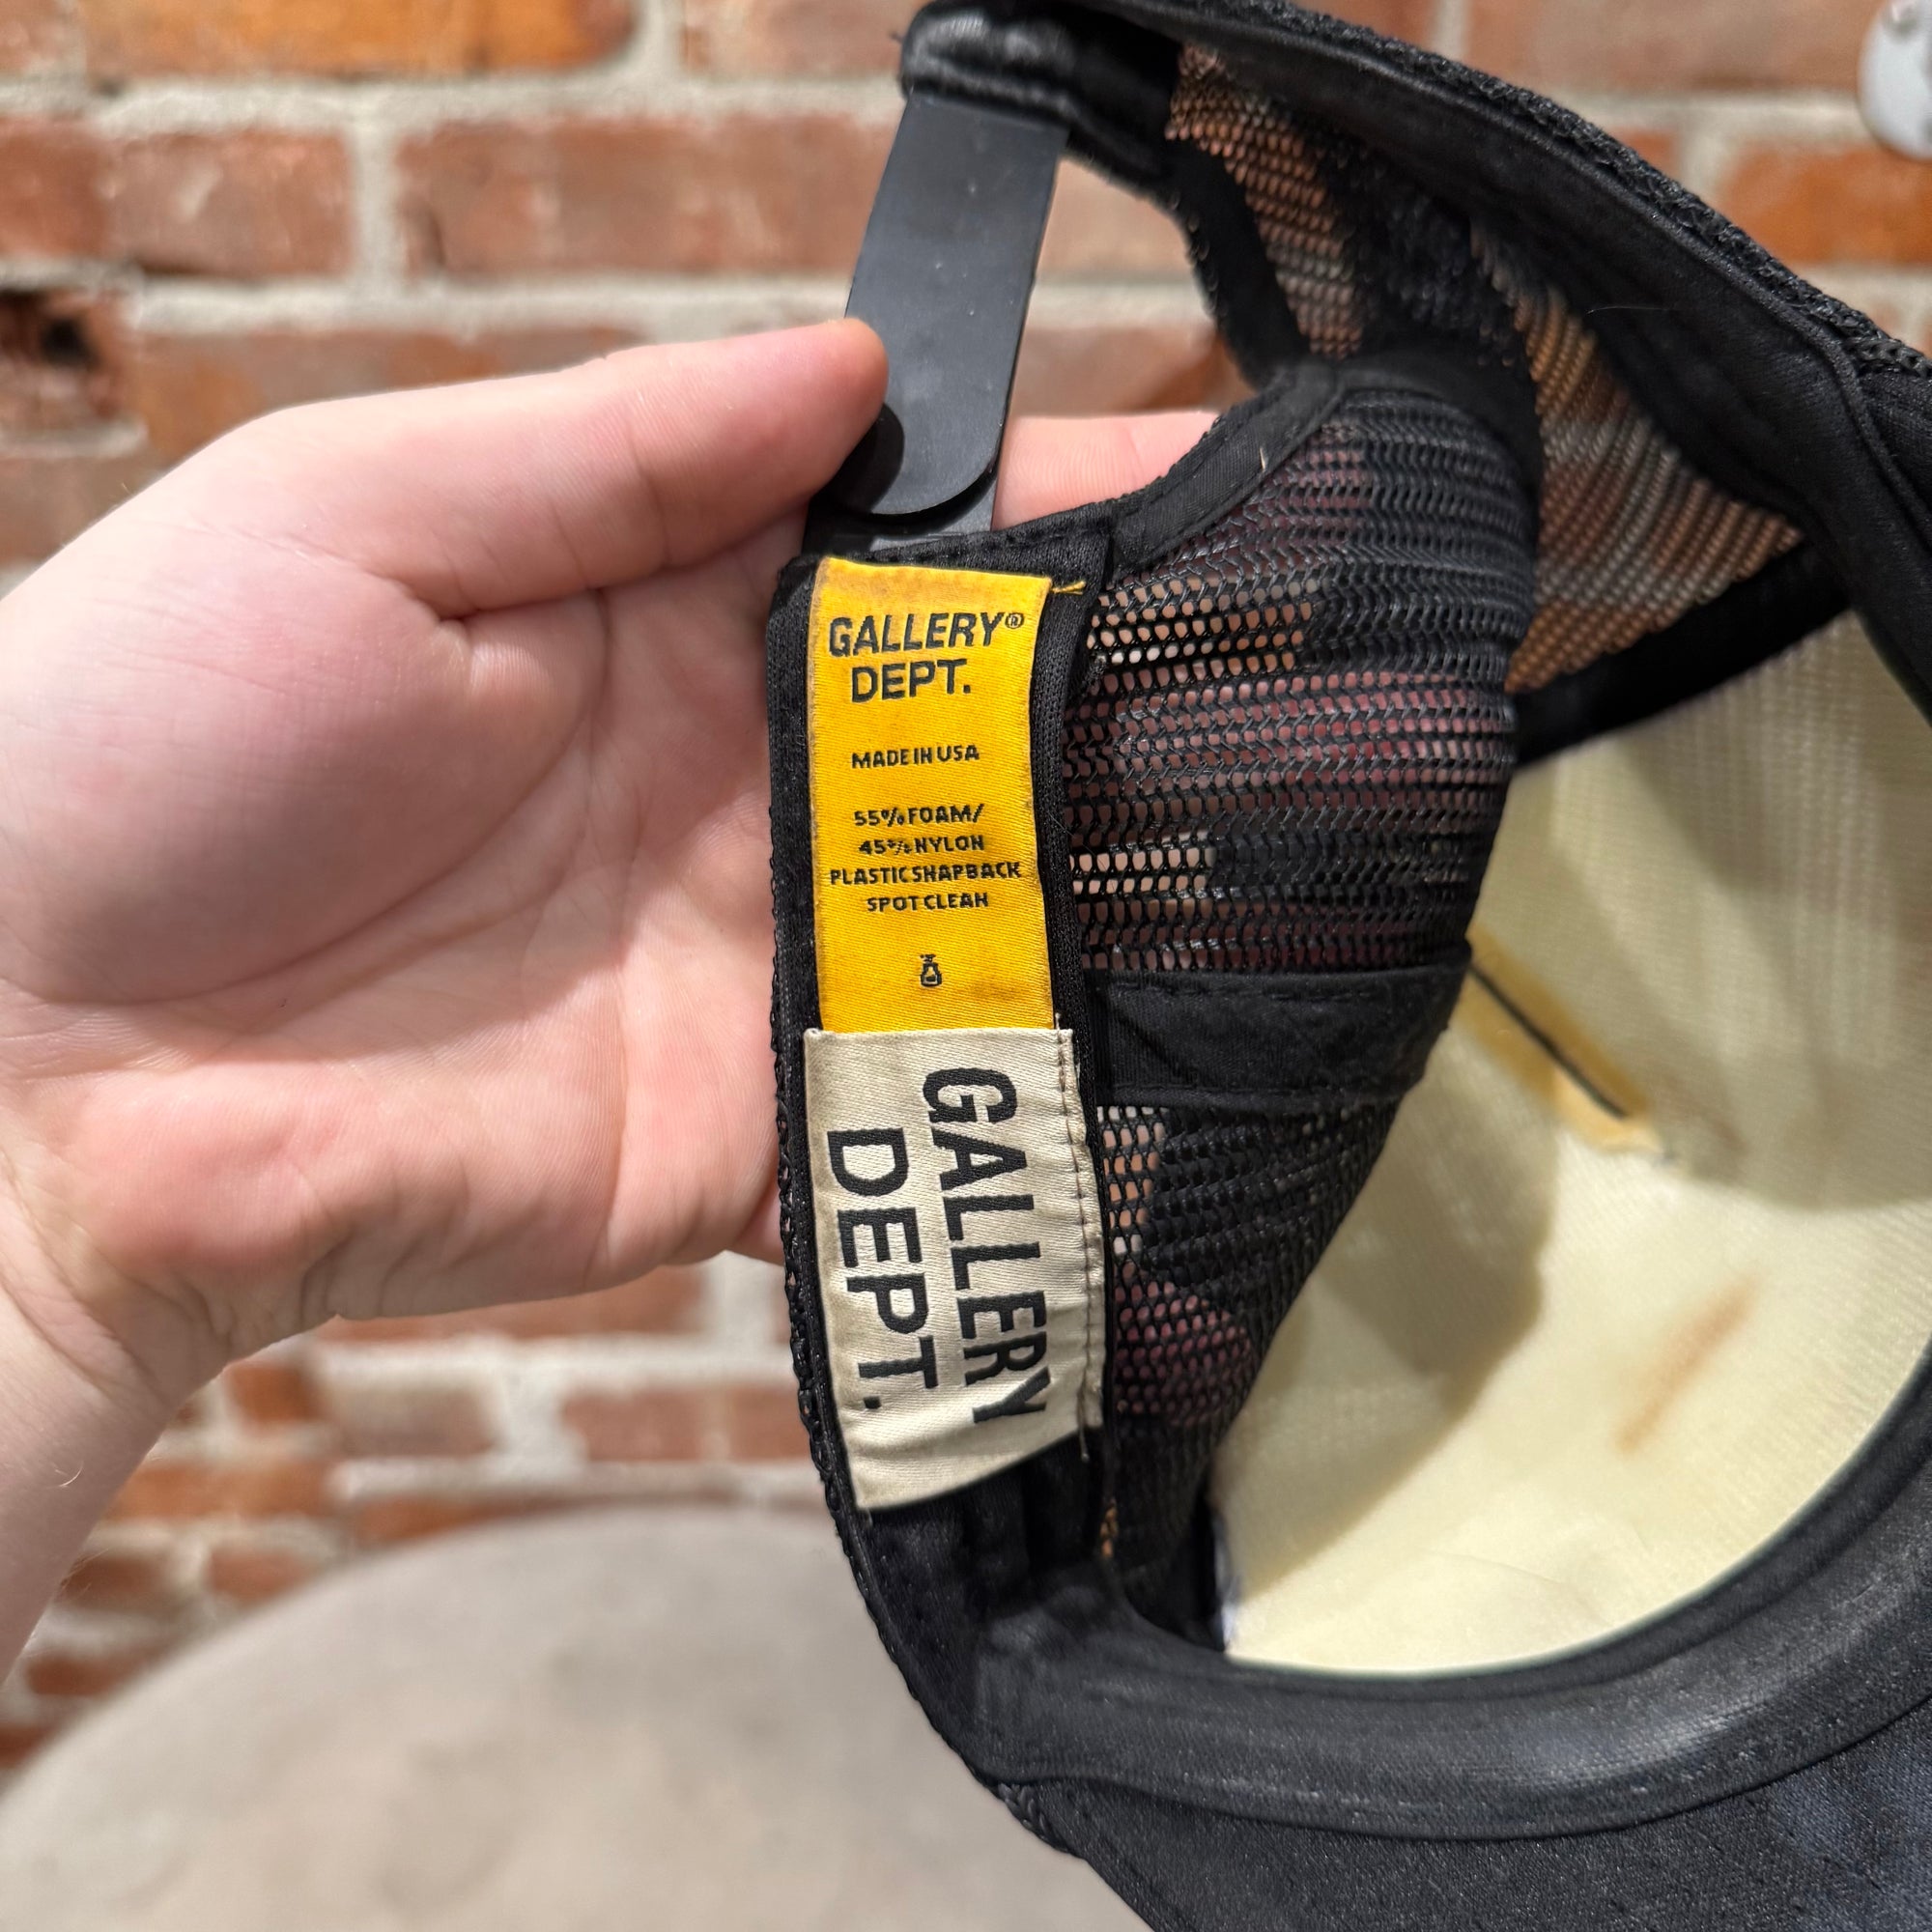 GALLERY®
DEPT.
MADE IN USA
55% FOAM/
45% NYLON
PLASTIC SNAPBACK
SPOT CLEAN
GALLERY
DEPT.